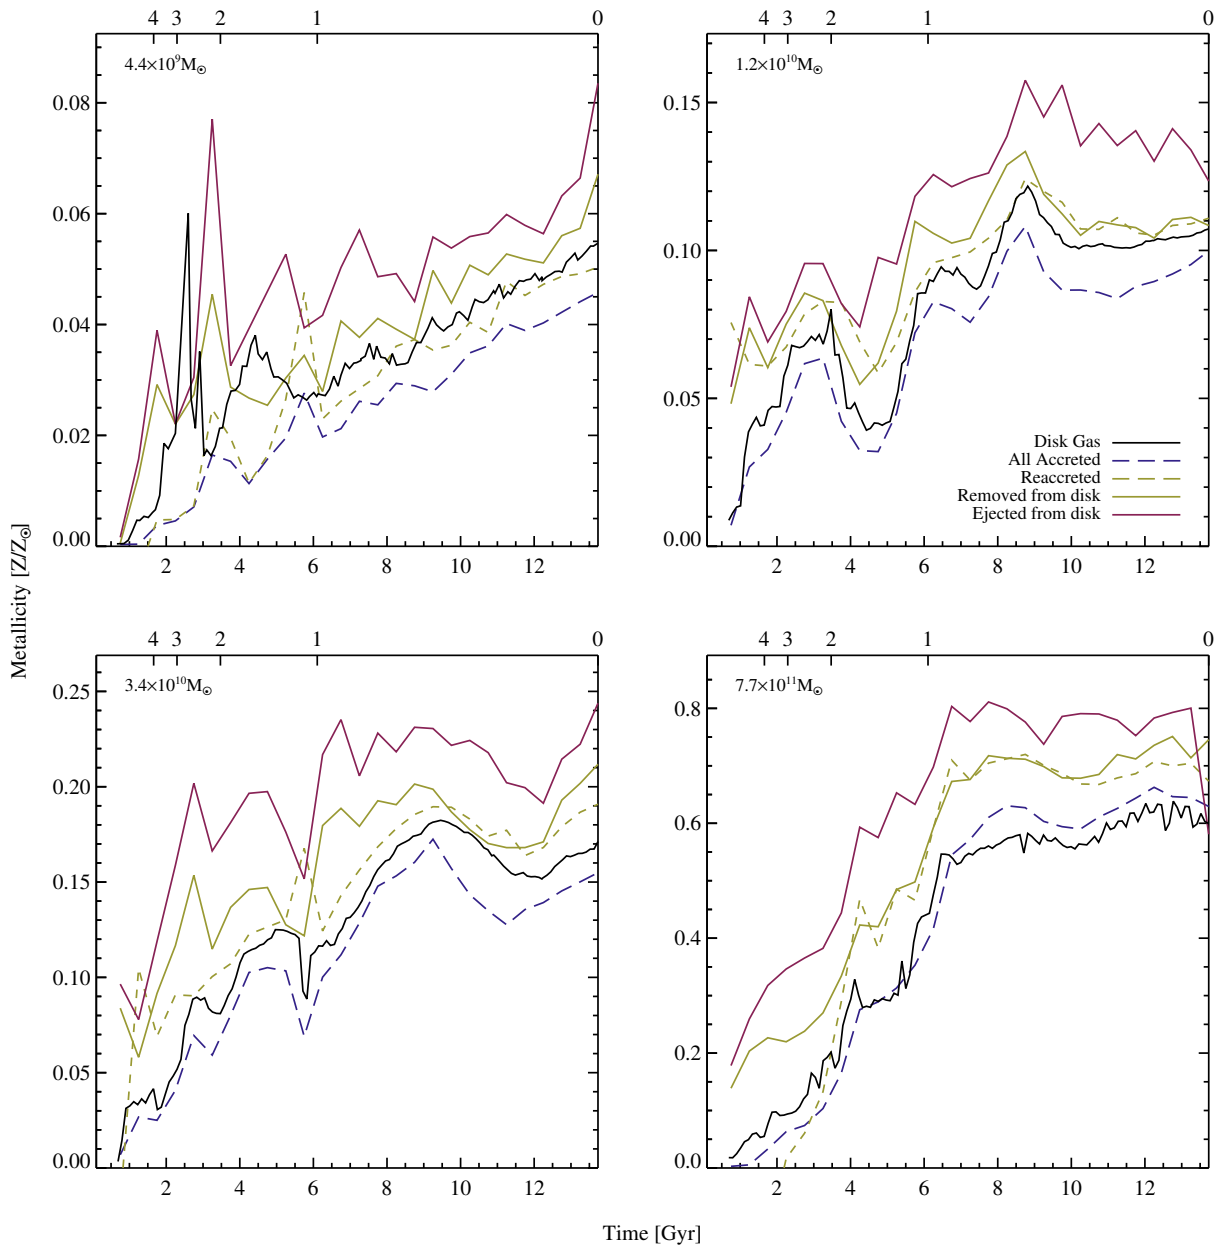 4 3 2 1 0
4.4×10⁹M☉
0.08
0.06
0.04
0.02
0.00
2 4 6 8 10 12
4 3 2 1 0
1.2×10¹⁰M☉
0.15
0.10
0.05
0.00
Disk Gas
All Accreted
Reaccreted
Removed from disk
Ejected from disk
2 4 6 8 10 12
Metallicity [Z/Z☉]
4 3 2 1 0
3.4×10¹⁰M☉
0.25
0.20
0.15
0.10
0.05
0.00
2 4 6 8 10 12
4 3 2 1 0
7.7×10¹¹M☉
0.8
0.6
0.4
0.2
0.0
2 4 6 8 10 12
Time [Gyr]